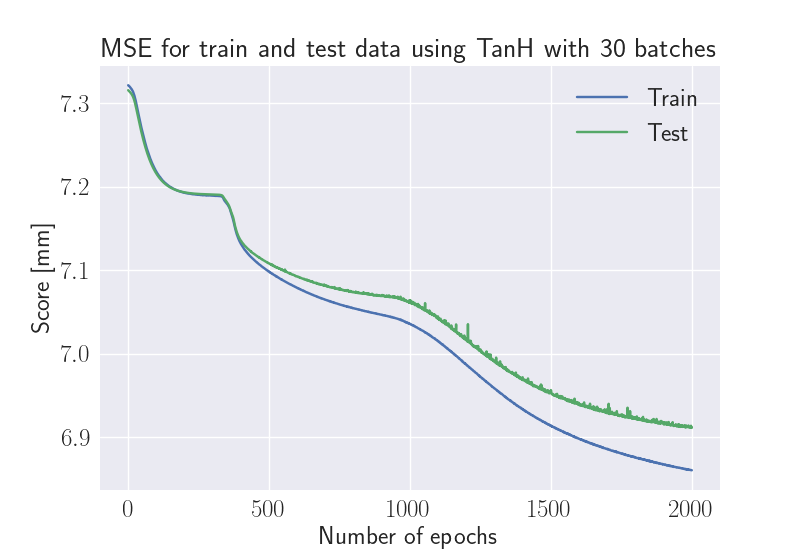 MSE for train and test data using TanH with 30 batches
Train
Test
7.3
7.2
7.1
7.0
6.9
Score [mm]
0
500
1000
1500
2000
Number of epochs